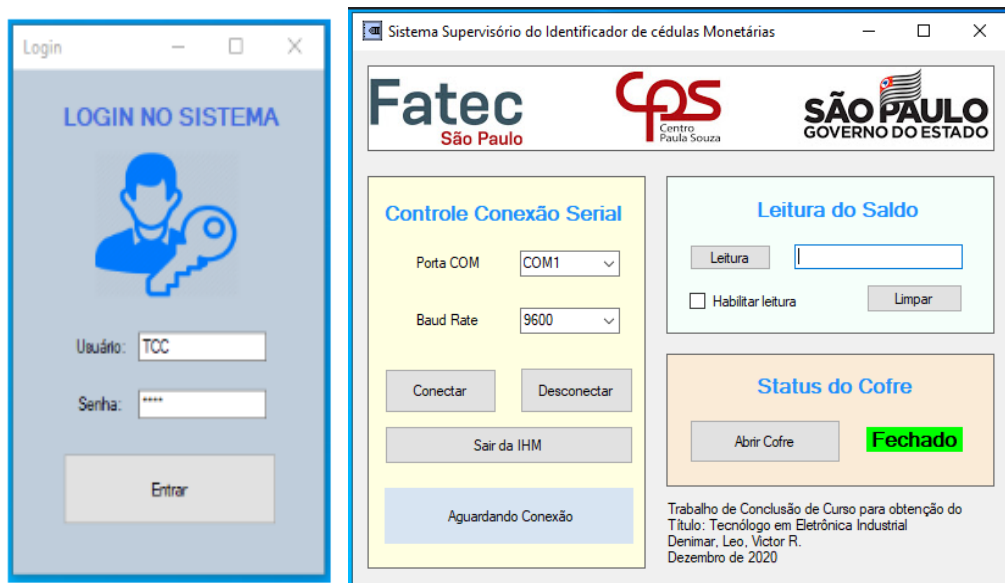 Login
LOGIN NO SISTEMA
Usuário: TCC
Senha: ****
Entrar
Sistema Supervisório do Identificador de cédulas Monetárias
Fatec
São Paulo
CPS
Centro
Paula Souza
SÃO PAULO
GOVERNO DO ESTADO
Controle Conexão Serial
Porta COM COM1
Baud Rate 9600
Conectar Desconectar
Sair da IHM
Aguardando Conexão
Leitura do Saldo
Leitura
Habilitar leitura Limpar
Status do Cofre
Abrir Cofre Fechado
Trabalho de Conclusão de Curso para obtenção do
Título: Tecnólogo em Eletrônica Industrial
Denimar, Leo, Victor R.
Dezembro de 2020